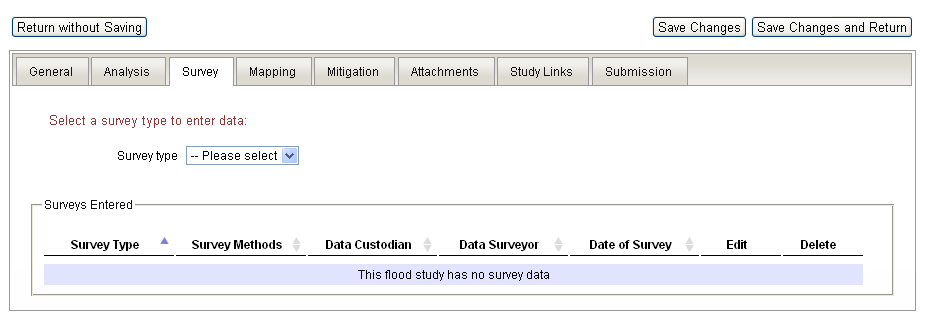 Return without Saving Save Changes Save Changes and Return
General Analysis Survey Mapping Mitigation Attachments Study Links Submission
Select a survey type to enter data:
Survey type -- Please select
Surveys Entered
Survey Type Survey Methods Data Custodian Data Surveyor Date of Survey Edit Delete
This flood study has no survey data